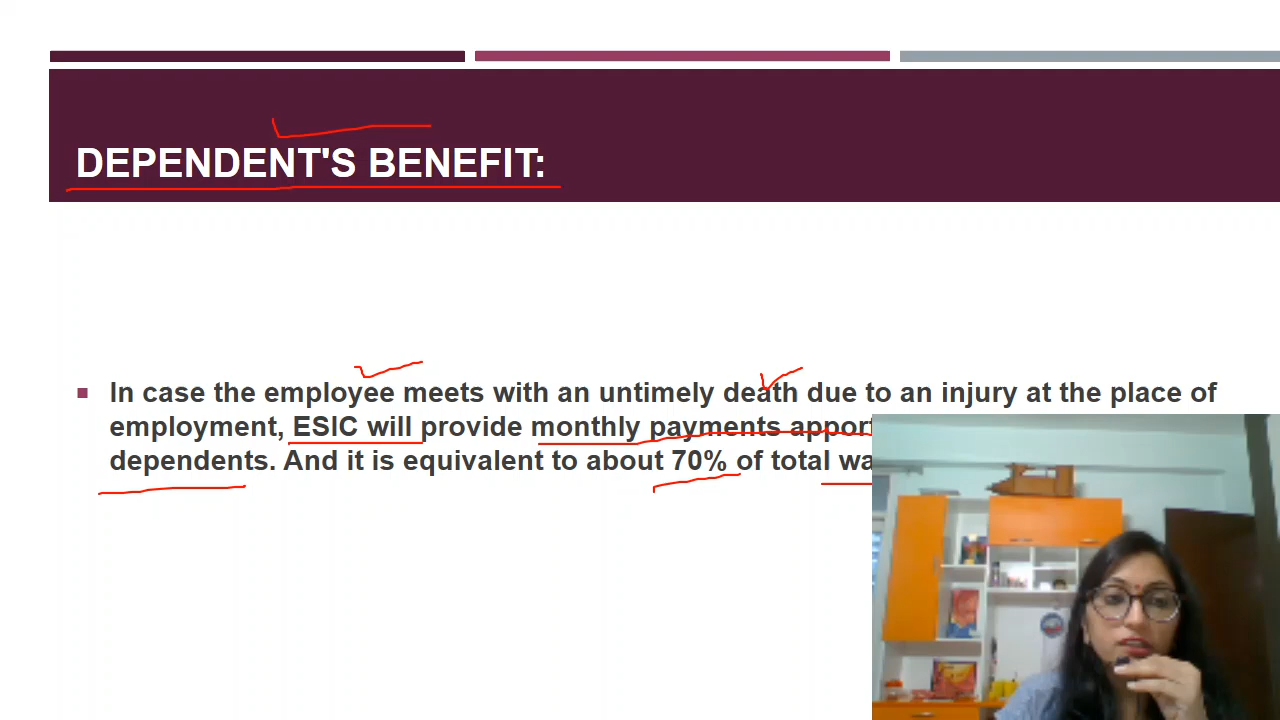 DEPENDENT'S BENEFIT:
In case the employee meets with an untimely death due to an injury at the place of
employment, ESIC will provide monthly payments
dependents. And it is equivalent to about 70% of total